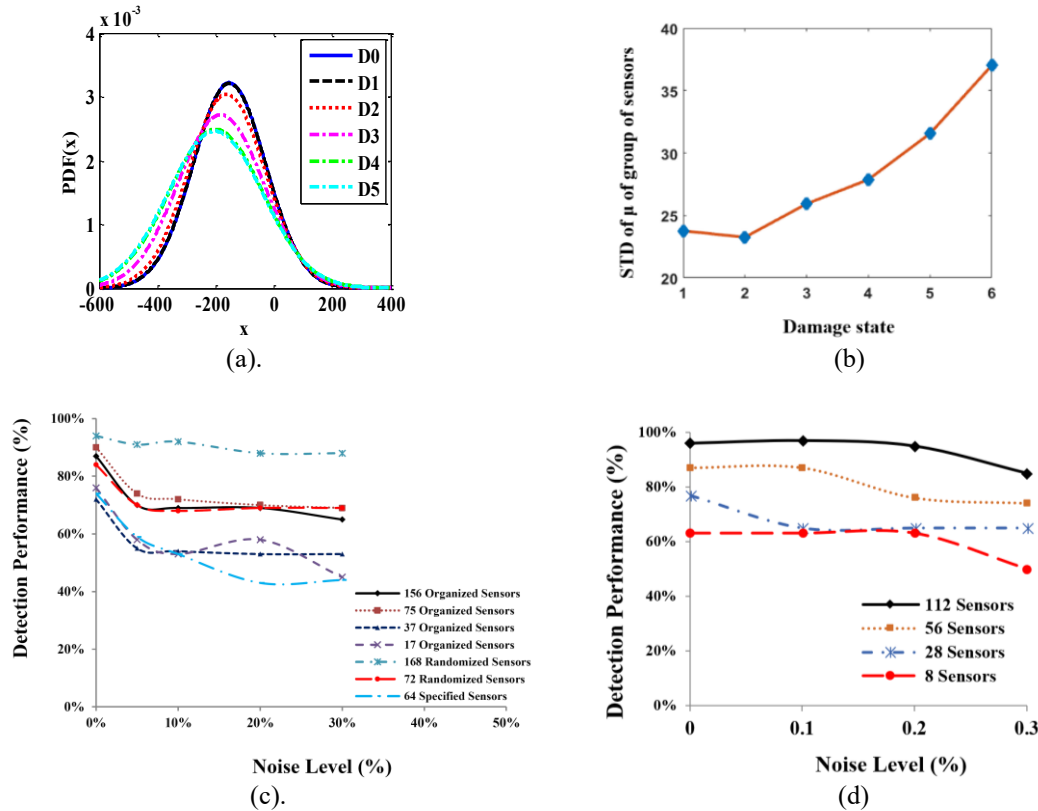 x 10⁻³
4
3
2
1
0
-600 -400 -200 0 200 400
PDF(x)
x
D0
D1
D2
D3
D4
D5
(a).
40
35
30
25
20
1 2 3 4 5 6
STD of μ of group of sensors
Damage state
(b)
100%
80%
60%
40%
20%
0%
0% 10% 20% 30% 40% 50%
Detection Performance (%)
Noise Level (%)
156 Organized Sensors
75 Organized Sensors
37 Organized Sensors
17 Organized Sensors
168 Randomized Sensors
72 Randomized Sensors
64 Specified Sensors
(c).
100%
80%
60%
40%
20%
0%
0 0.1 0.2 0.3
Detection Performance (%)
Noise Level (%)
112 Sensors
56 Sensors
28 Sensors
8 Sensors
(d)